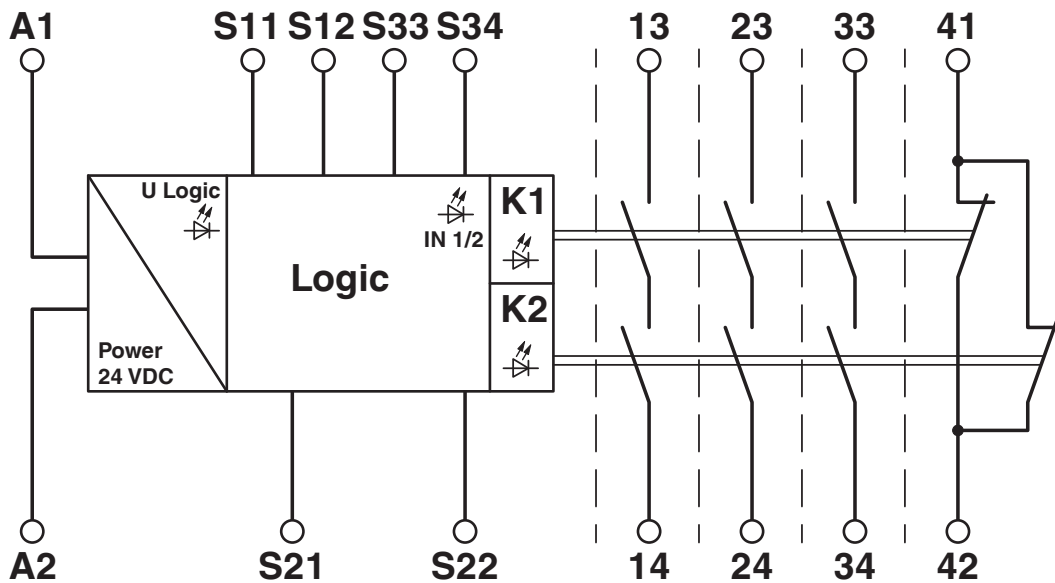 A1 S11 S12 S33 S34 13 23 33 41
U Logic
K1
IN 1/2
Logic
K2
Power
24 VDC
A2 S21 S22 14 24 34 42